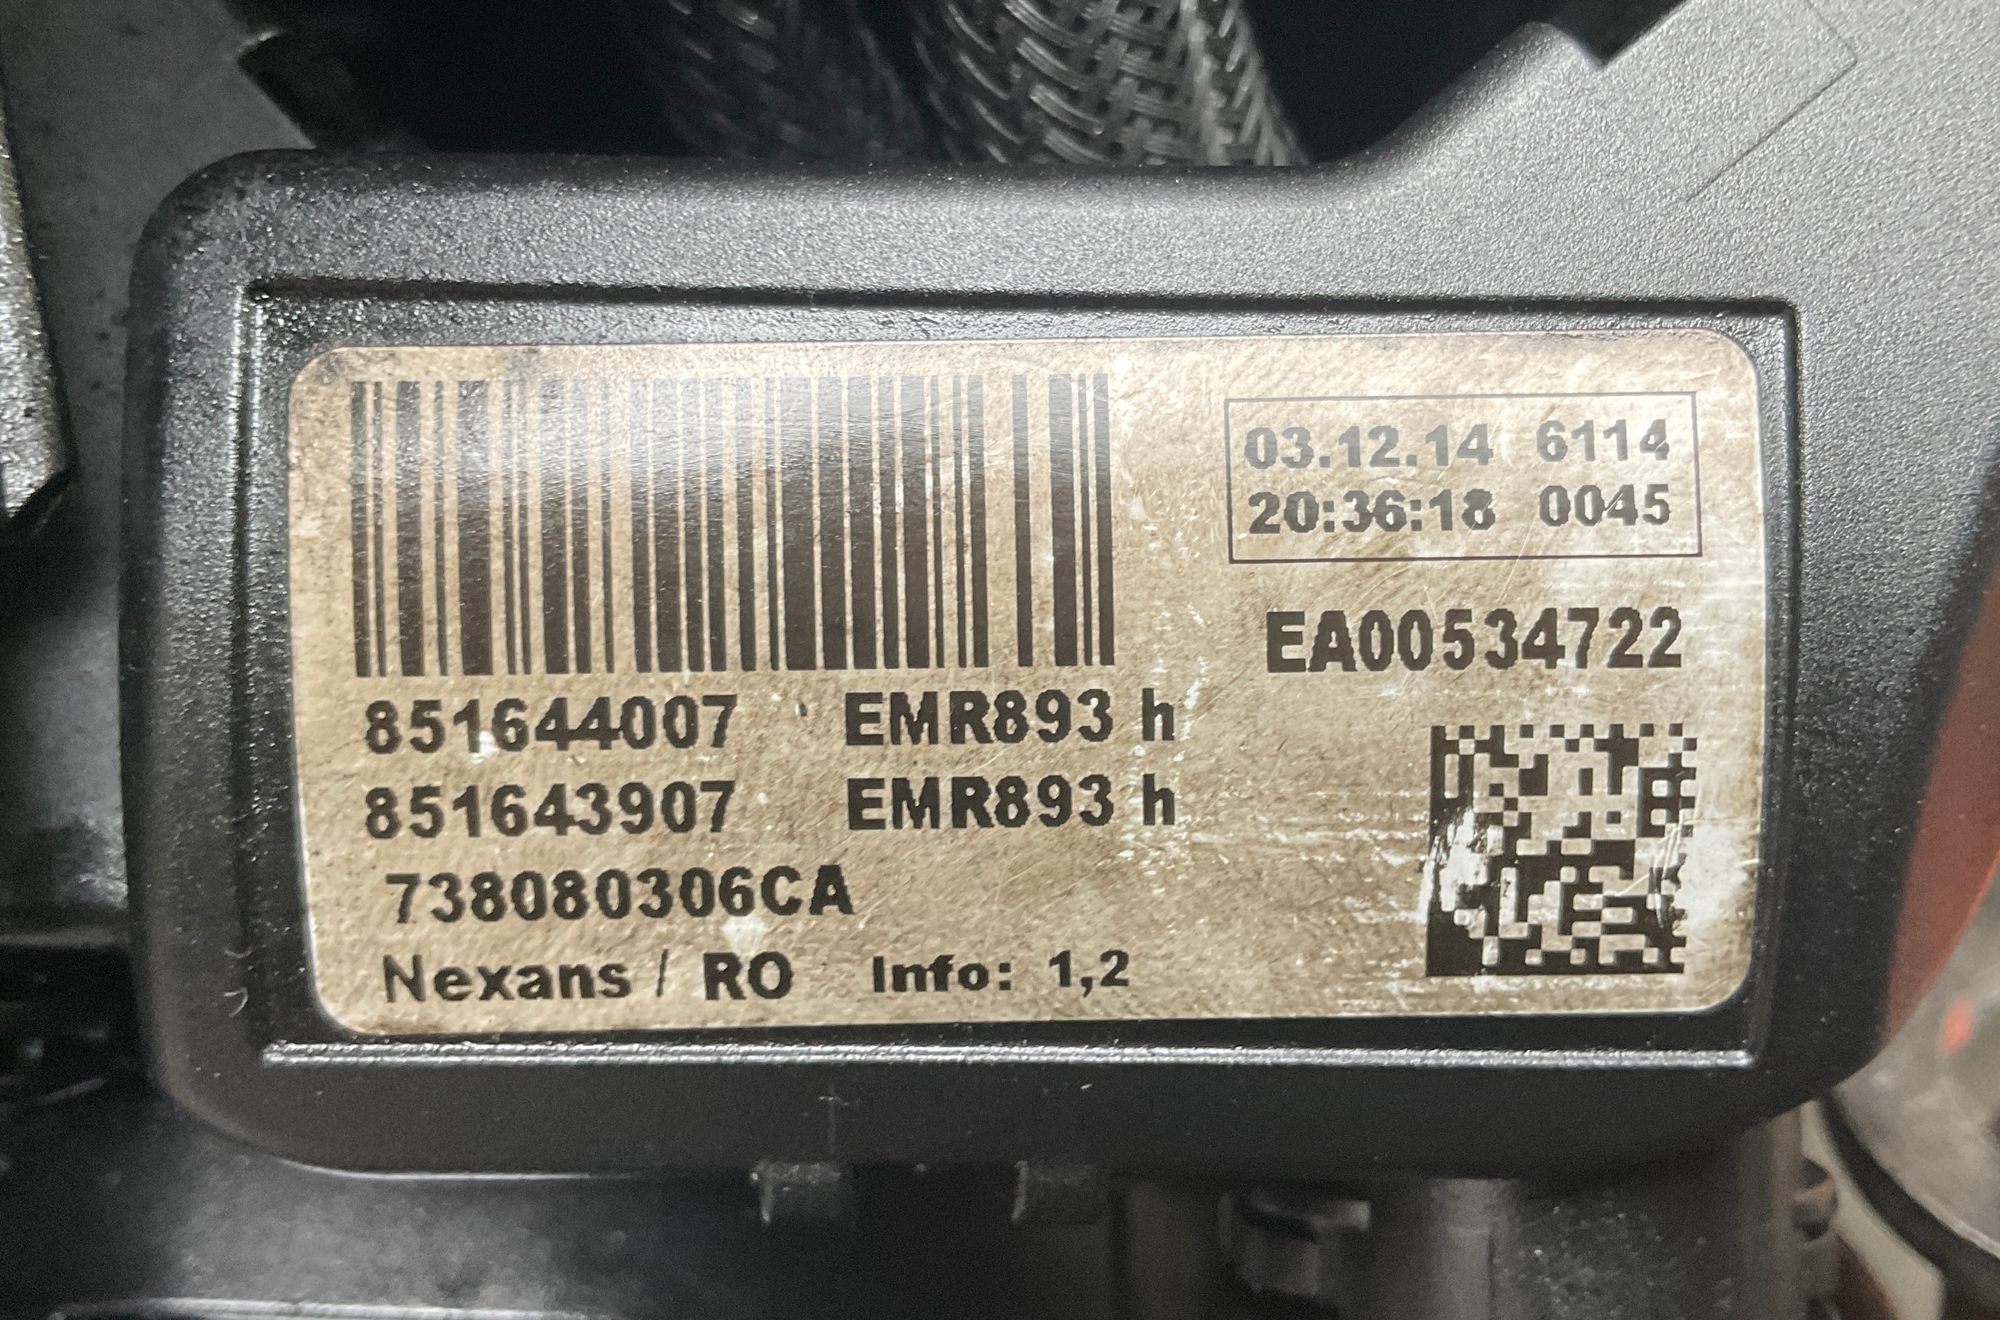 03.12.14 6114
20:36:18 0045
EA00534722
851644007 EMR893 h
851643907 EMR893 h
738080306CA
Nexans / RO Info: 1,2